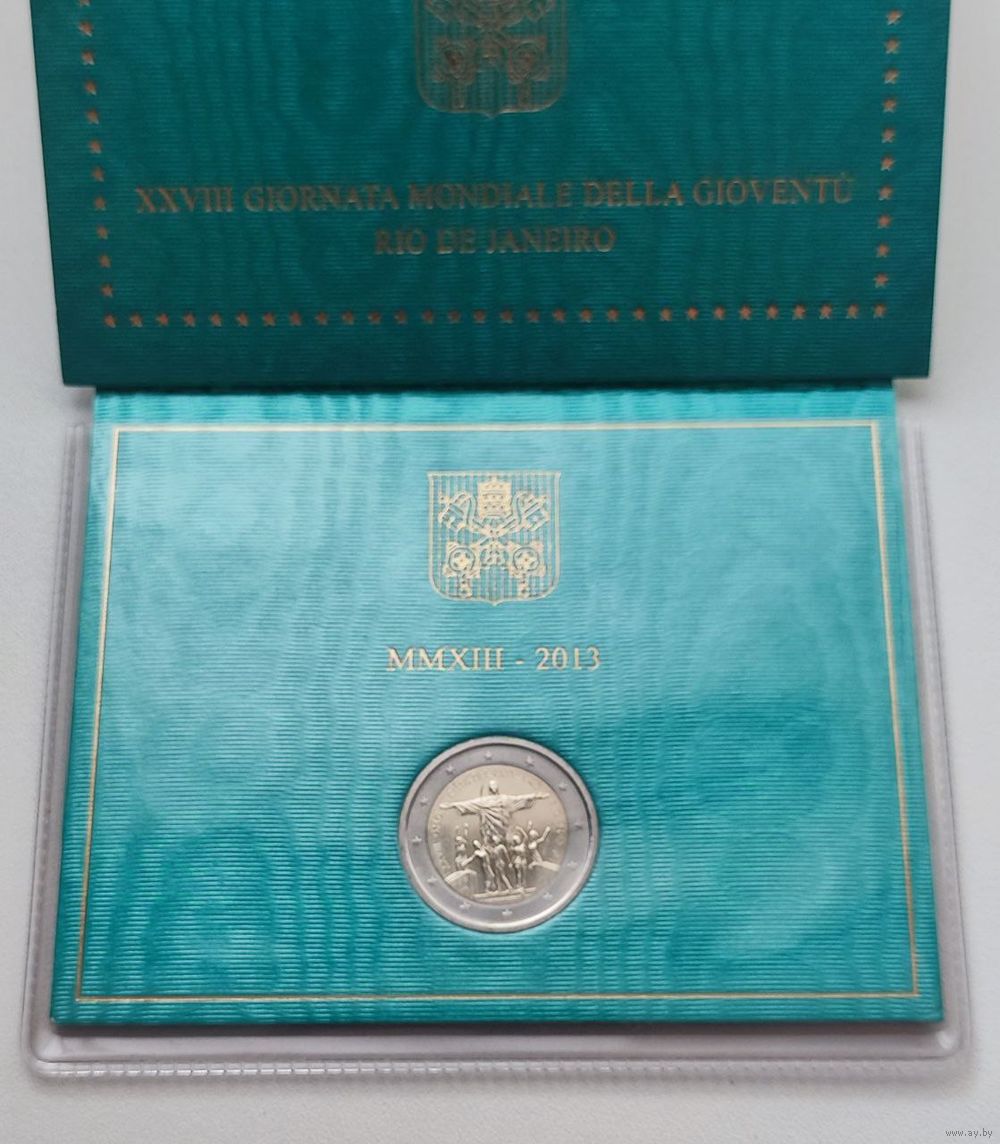 XXVIII GIORNATA MONDIALE DELLA GIOVENTÙ
RIO DE JANEIRO
MMXIII - 2013
www.ay.by